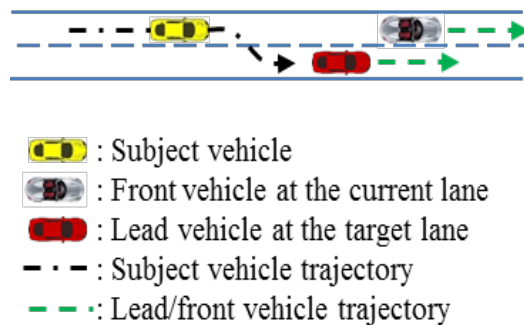 : Subject vehicle
: Front vehicle at the current lane
: Lead vehicle at the target lane
: Subject vehicle trajectory
: Lead/front vehicle trajectory